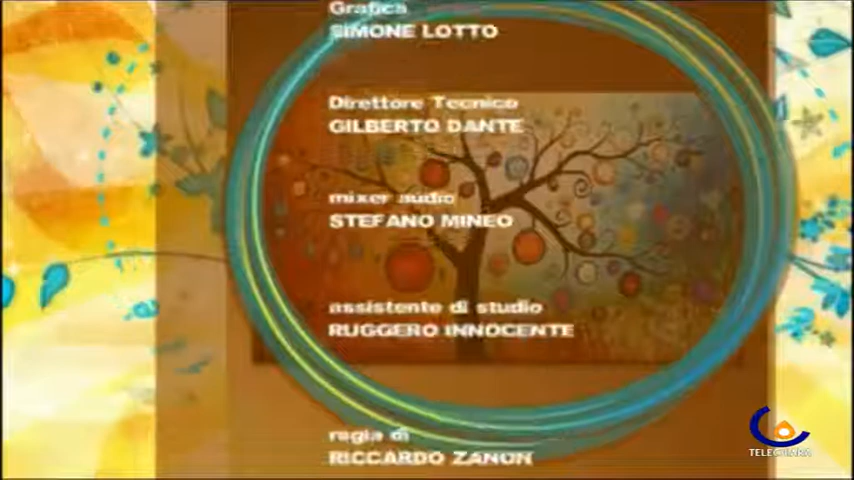 Grafica
SIMONE LOTTO
Direttore Tecnico
GILBERTO DANTE
mixer audio
STEFANO MINEO
assistente di studio
RUGGERO INNOCENTE
regia di
RICCARDO ZANON
TELECHIARA